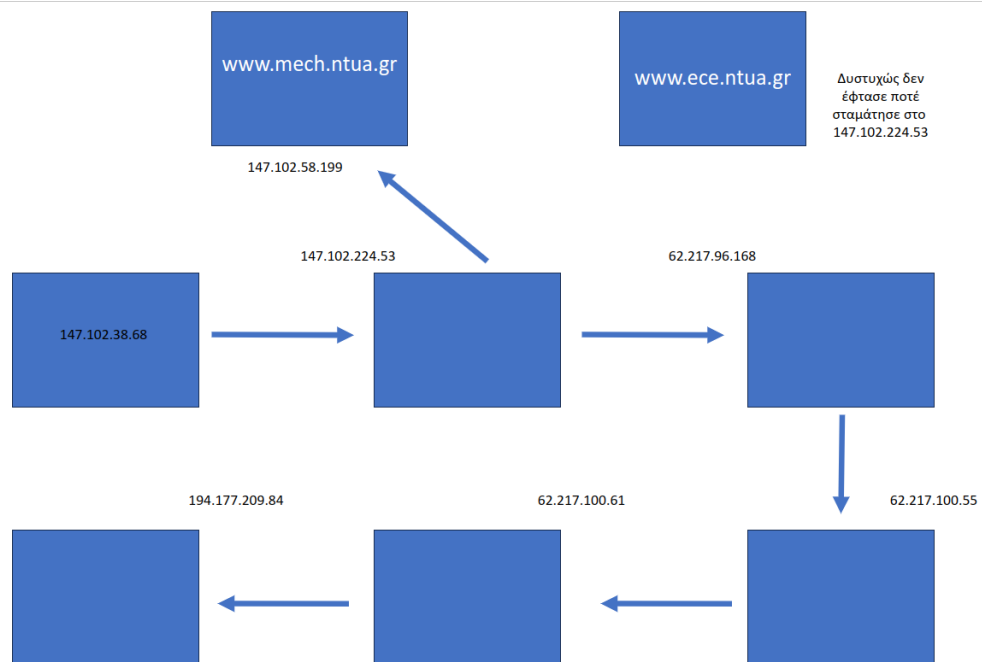 www.mech.ntua.gr
www.ece.ntua.gr
Δυστυχώς δεν
έφτασε ποτέ
σταμάτησε στο
147.102.224.53
147.102.58.199
147.102.224.53
62.217.96.168
147.102.38.68
194.177.209.84
62.217.100.61
62.217.100.55